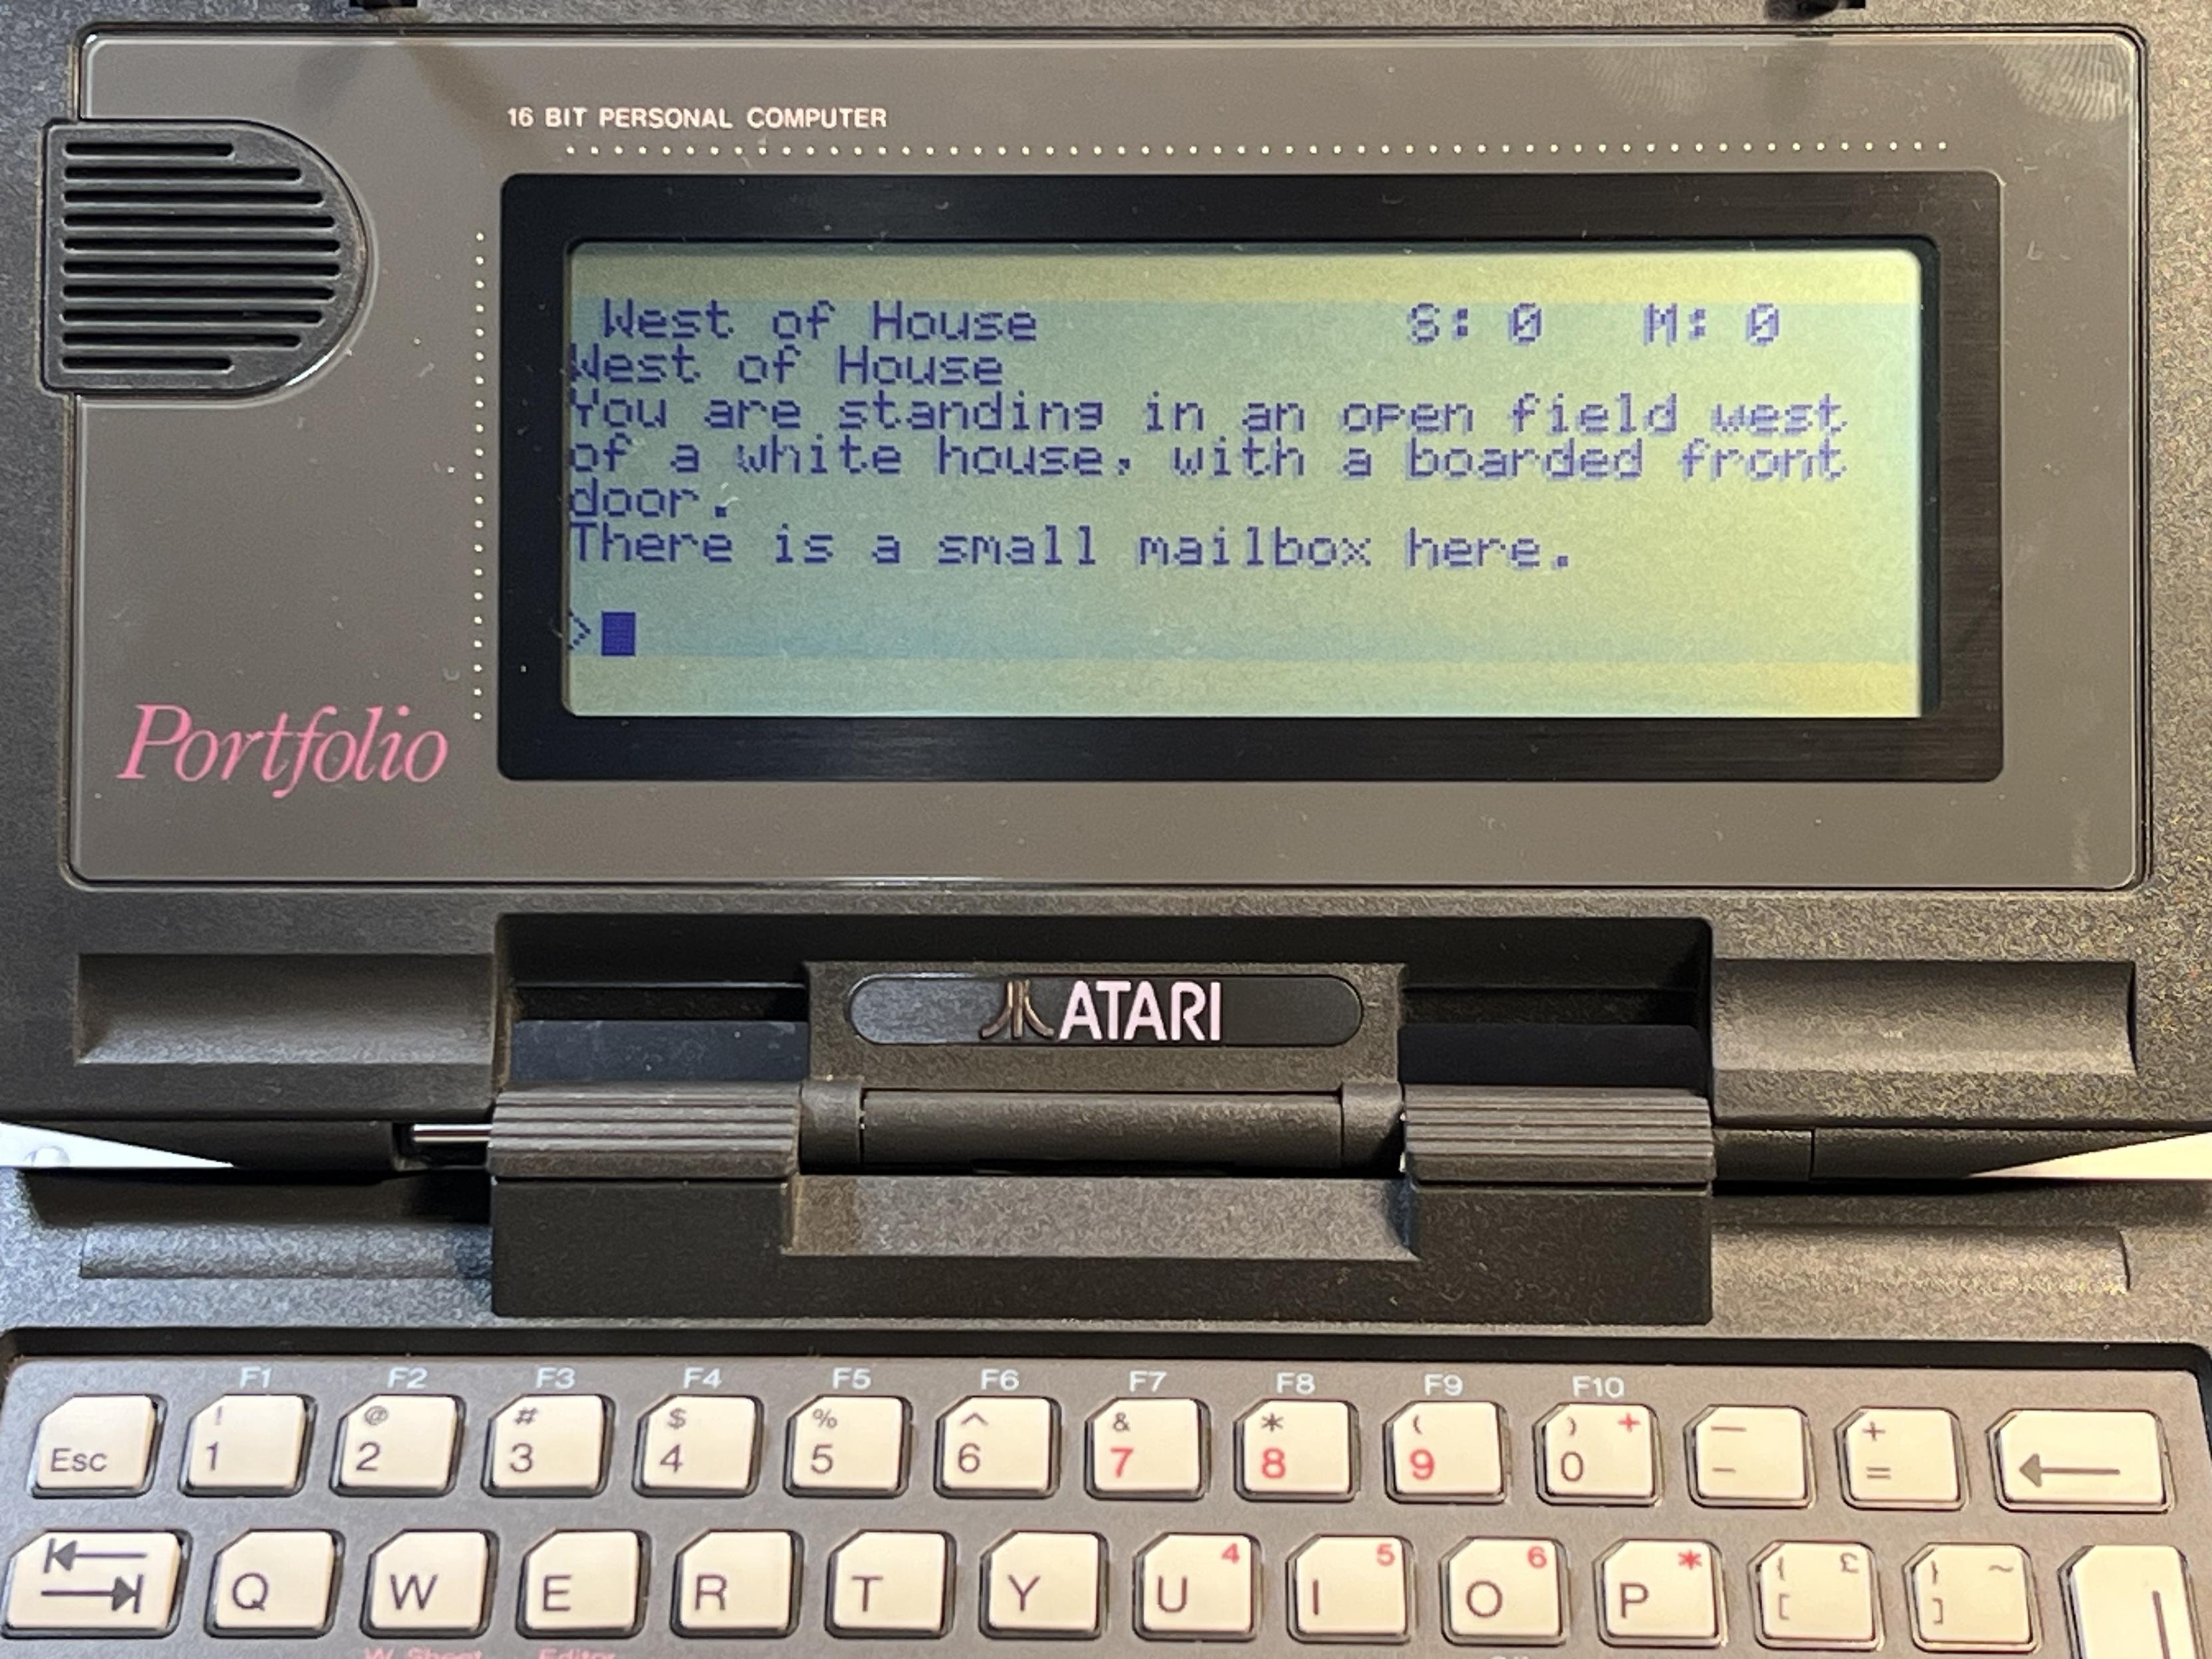 16 BIT PERSONAL COMPUTER
West of House S: 0 M: 0
West of House
You are standing in an open field west
of a white house, with a boarded front
door.
There is a small mailbox here.
>
Portfolio
ATARI
F1 F2 F3 F4 F5 F6 F7 F8 F9 F10
! @ # $ % ^ & * ( ) + — +
Esc 1 2 3 4 5 6 7 8 9 0 - = ←
4 5 6 * { £ } ~
Q W E R T Y U I O P [ ]
W.Sheet Editor